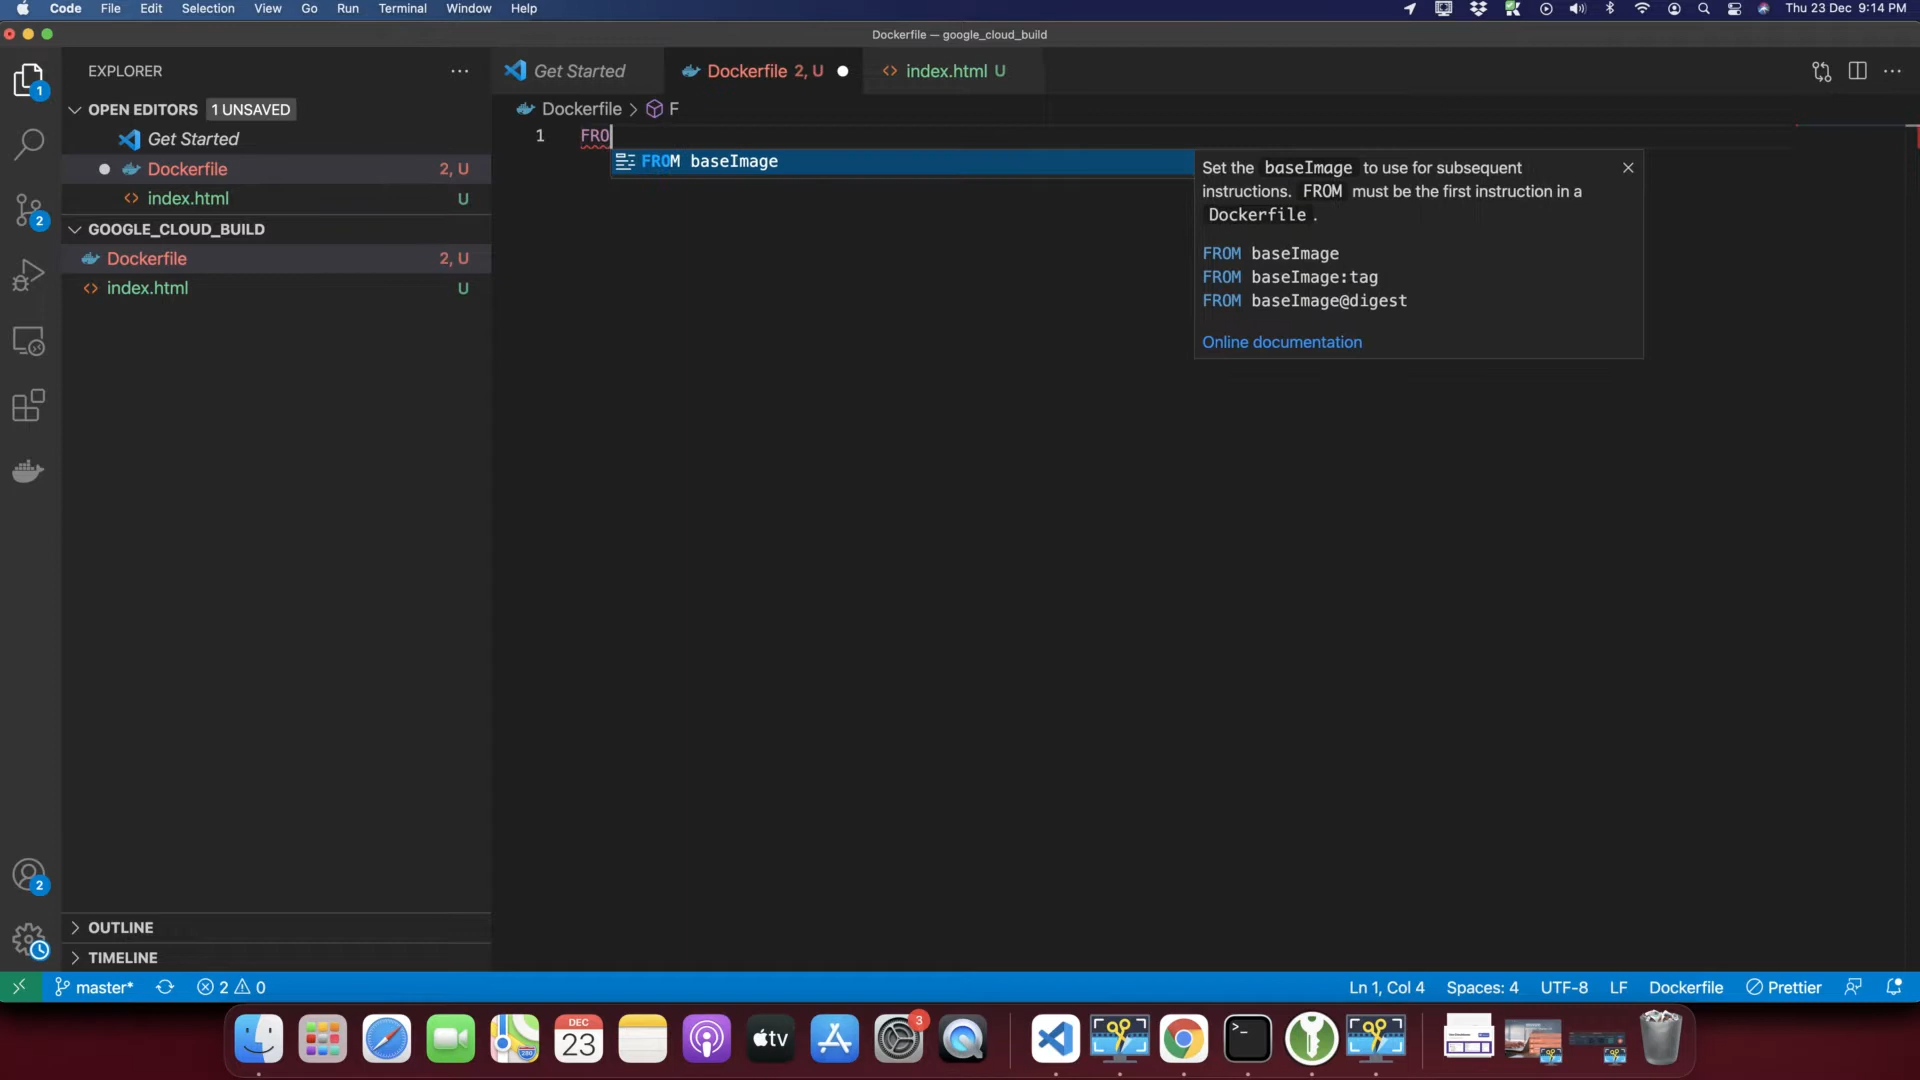 Code File Edit Selection View Go Run Terminal Window Help Thu 23 Dec 9:14 PM
Dockerfile — google_cloud_build
EXPLORER
OPEN EDITORS 1 UNSAVED
Get Started
Dockerfile 2, U
index.html U
GOOGLE_CLOUD_BUILD
Dockerfile 2, U
index.html U
OUTLINE
TIMELINE
1
2
2
Get Started Dockerfile 2, U index.html U
Dockerfile > F
1 FRO
FROM baseImage
Set the baseImage to use for subsequent
instructions. FROM must be the first instruction in a
Dockerfile .
FROM baseImage
FROM baseImage:tag
FROM baseImage@digest
Online documentation
master* 2 0 Ln 1, Col 4 Spaces: 4 UTF-8 LF Dockerfile Prettier
DEC
23
tv
3
>_